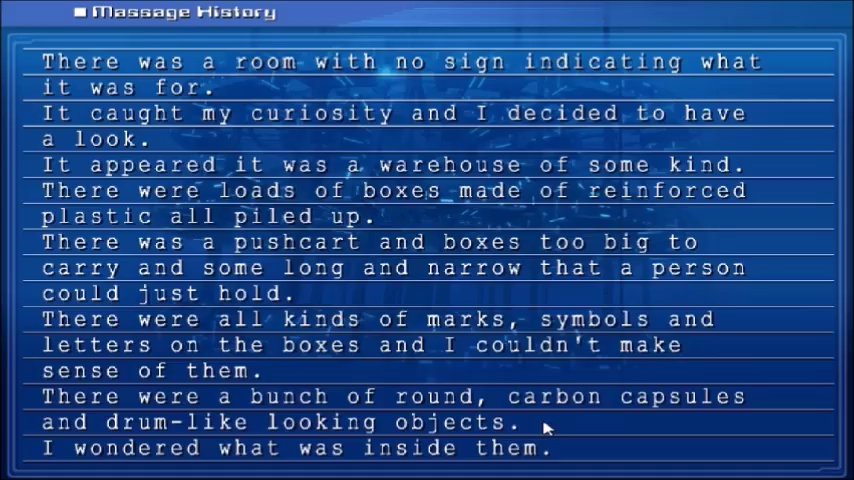 Massage History
There was a room with no sign indicating what
it was for.
It caught my curiosity and I decided to have
a look.
It appeared it was a warehouse of some kind.
There were loads of boxes made of reinforced
plastic all piled up.
There was a pushcart and boxes too big to
carry and some long and narrow that a person
could just hold.
There were all kinds of marks, symbols and
letters on the boxes and I couldn't make
sense of them.
There were a bunch of round, carbon capsules
and drum-like looking objects.
I wondered what was inside them.